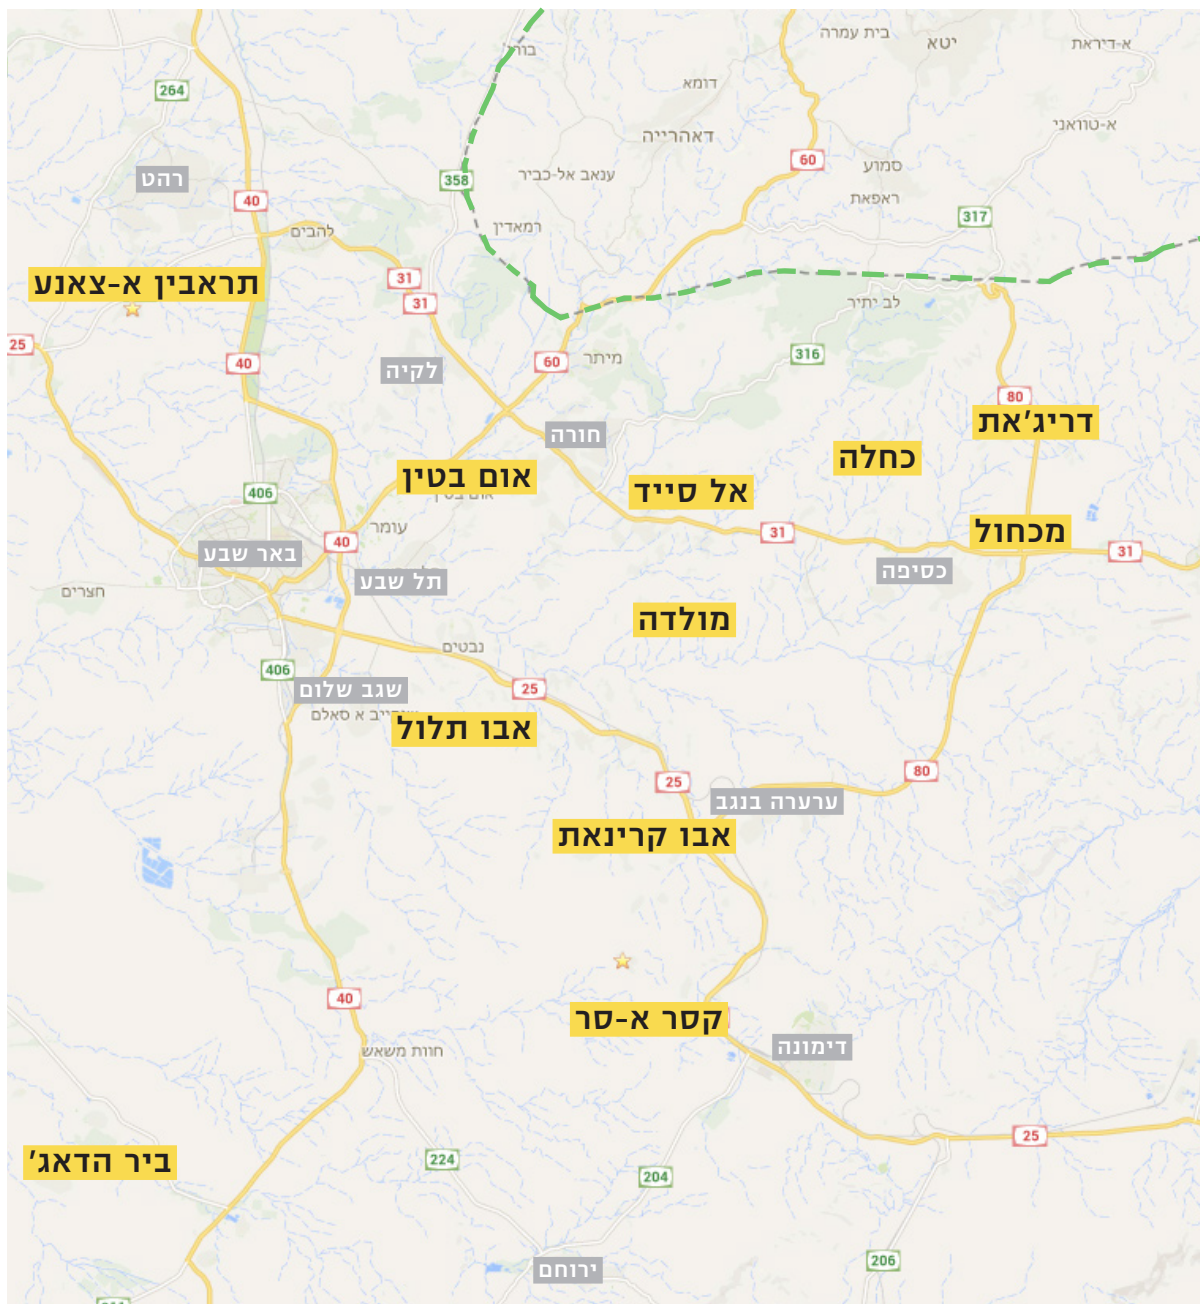 בית עמרה
יטא
א-דיראת
דומא
264
א-טוואני
דאהרייה
60
סמוע
358
ענאב אל-כביר
רהט
40
ראפאת
317
רמאדין
להבים
31
תראבין א-צאנע
31
לב יתיר
25
40
60
מיתר
316
לקיה
80
דריג'את
חורה
כחלה
אום בטין
אל סייד
406
עומר
40
31
מכחול
31
באר שבע
כסיפה
תל שבע
חצרים
מולדה
נבטים
406
שגב שלום
25
אבו תלול
80
25
ערערה בנגב
אבו קרינאת
40
קסר א-סר
דימונה
חוות משאש
25
224
ביר הדאג'
204
206
ירוחם